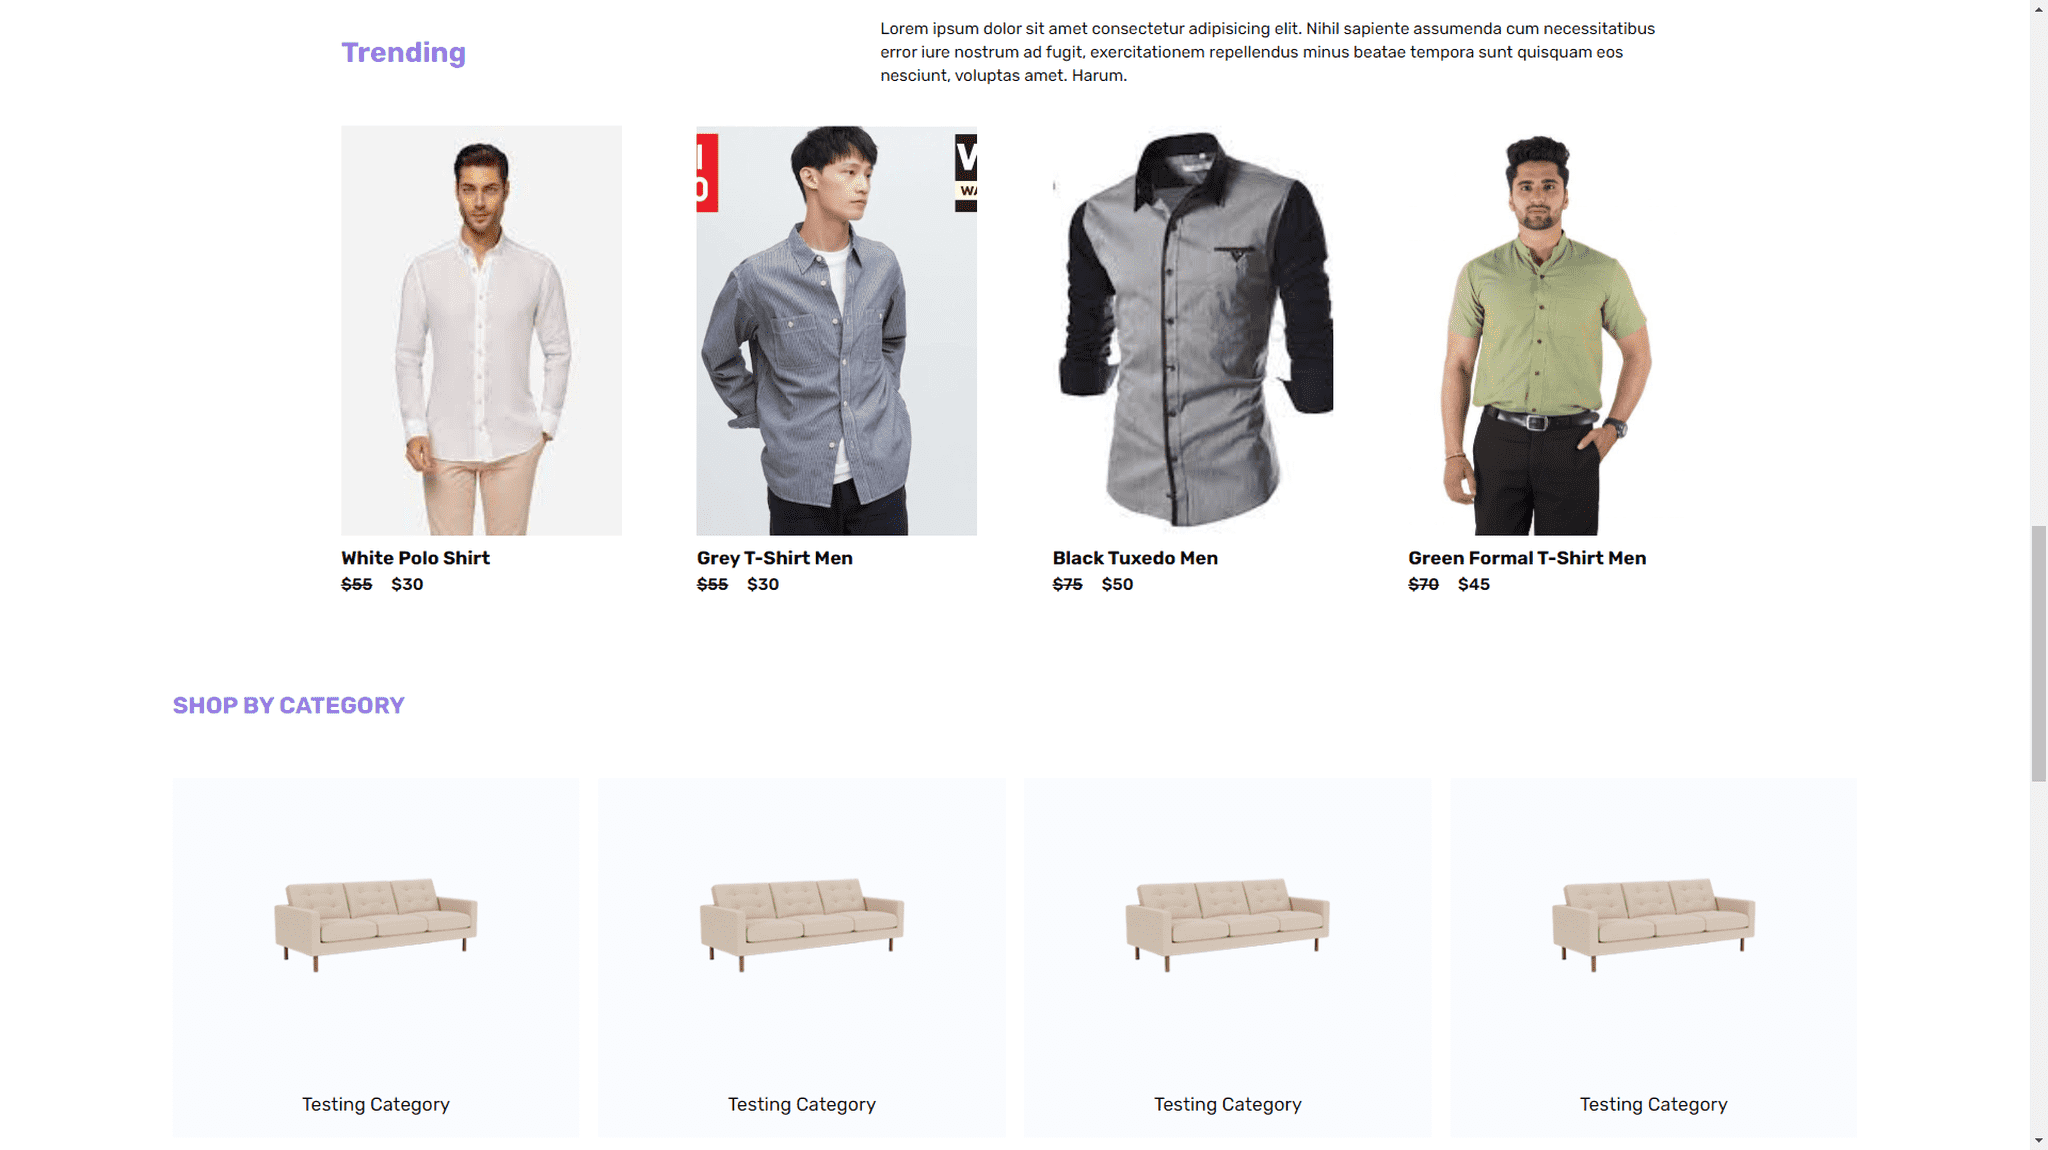 Trending
Lorem ipsum dolor sit amet consectetur adipisicing elit. Nihil sapiente assumenda cum necessitatibus
error iure nostrum ad fugit, exercitationem repellendus minus beatae tempora sunt quisquam eos
nesciunt, voluptas amet. Harum.
White Polo Shirt
$55 $30
Grey T-Shirt Men
$55 $30
Black Tuxedo Men
$75 $50
Green Formal T-Shirt Men
$70 $45
SHOP BY CATEGORY
Testing Category
Testing Category
Testing Category
Testing Category